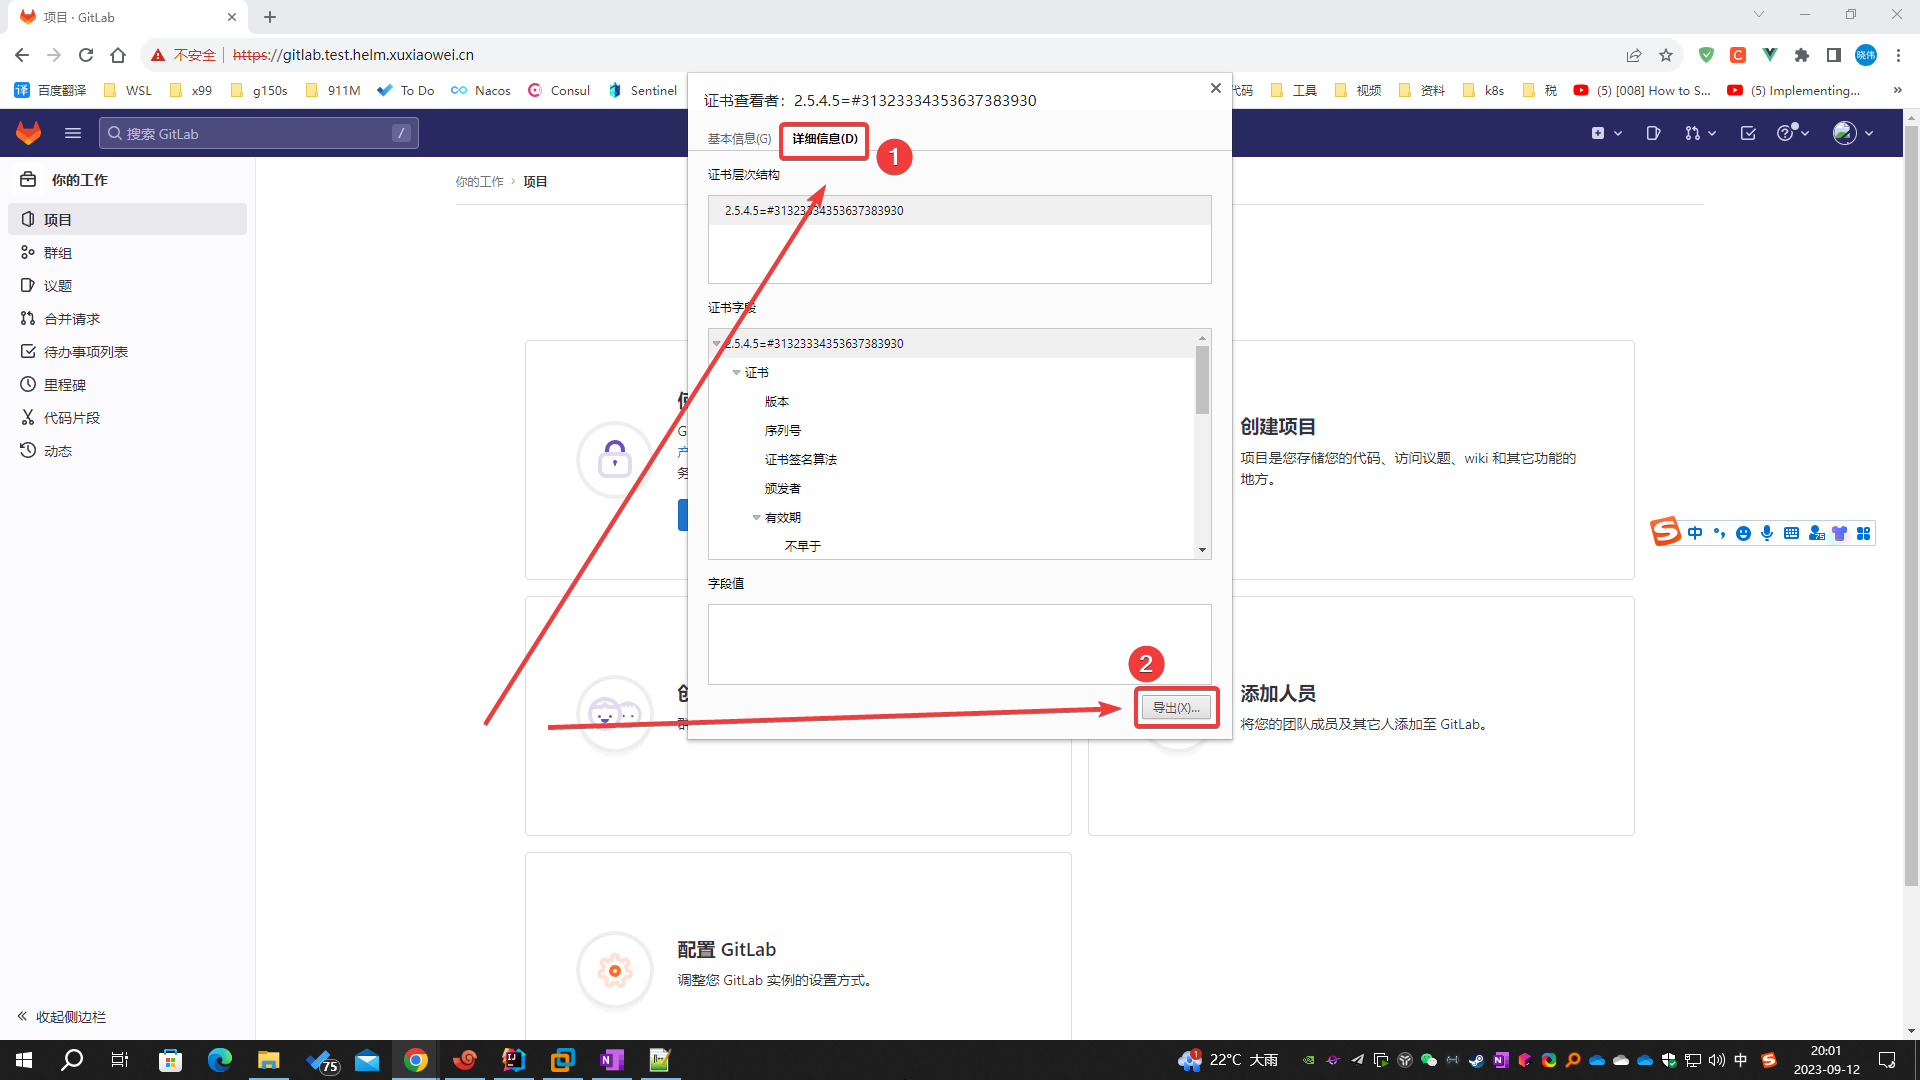 项目 · GitLab
不安全
https://gitlab.test.helm.xuxiaowei.cn
晓伟
译
百度翻译
WSL
x99
g150s
911M
To Do
Nacos
Consul
Sentinel
代码
工具
视频
资料
k8s
税
(5) [008] How to S...
(5) Implementing...
搜索 GitLab
/
你的工作
项目
群组
议题
合并请求
待办事项列表
里程碑
代码片段
动态
收起侧边栏
你的工作 › 项目
证书查看者：2.5.4.5=#31323334353637383930
基本信息(G)
详细信息(D)
1
证书层次结构
2.5.4.5=#31323334353637383930
证书字段
2.5.4.5=#31323334353637383930
证书
版本
序列号
证书签名算法
颁发者
有效期
不早于
字段值
2
导出(X)...
G
产
务
创建项目
项目是您存储您的代码、访问议题、wiki 和其它功能的
地方。
添加人员
将您的团队成员及其它人添加至 GitLab。
配置 GitLab
调整您 GitLab 实例的设置方式。
中
75
22°C 大雨
中
20:01
2023-09-12